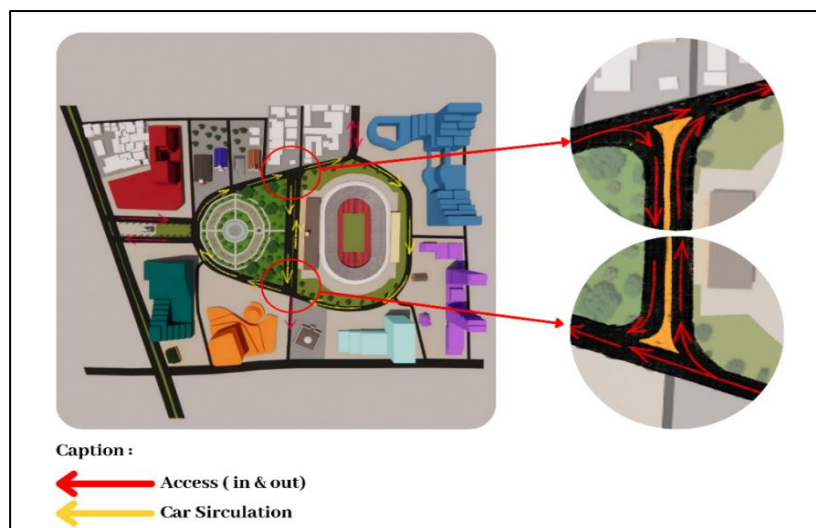 Caption :
Access ( in & out)
Car Sirculation